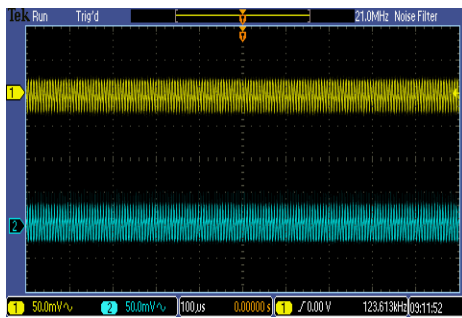 Tek Run Trig'd 21.0MHz Noise Filter
1
2
1 50.0mV 2 50.0mV 100µs 0.00000 s 1 0.00 V 123.613kHz 09:11:52